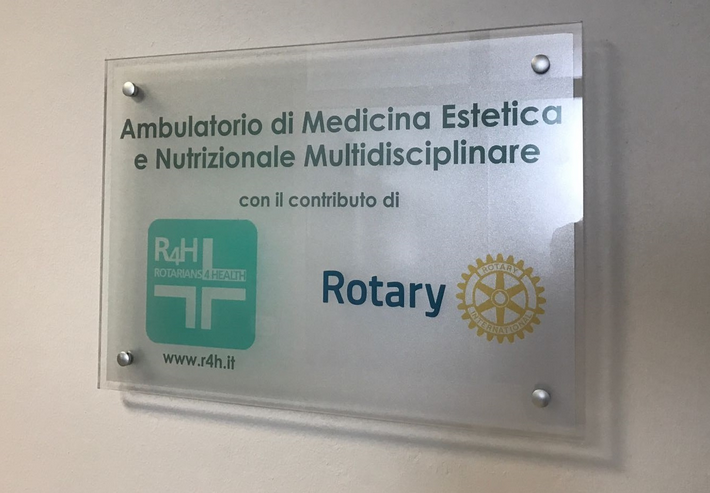 Ambulatorio di Medicina Estetica
e Nutrizionale Multidisciplinare
con il contributo di
R4H
ROTARIANS4HEALTH
www.r4h.it
Rotary
ROTARY
INTERNATIONAL